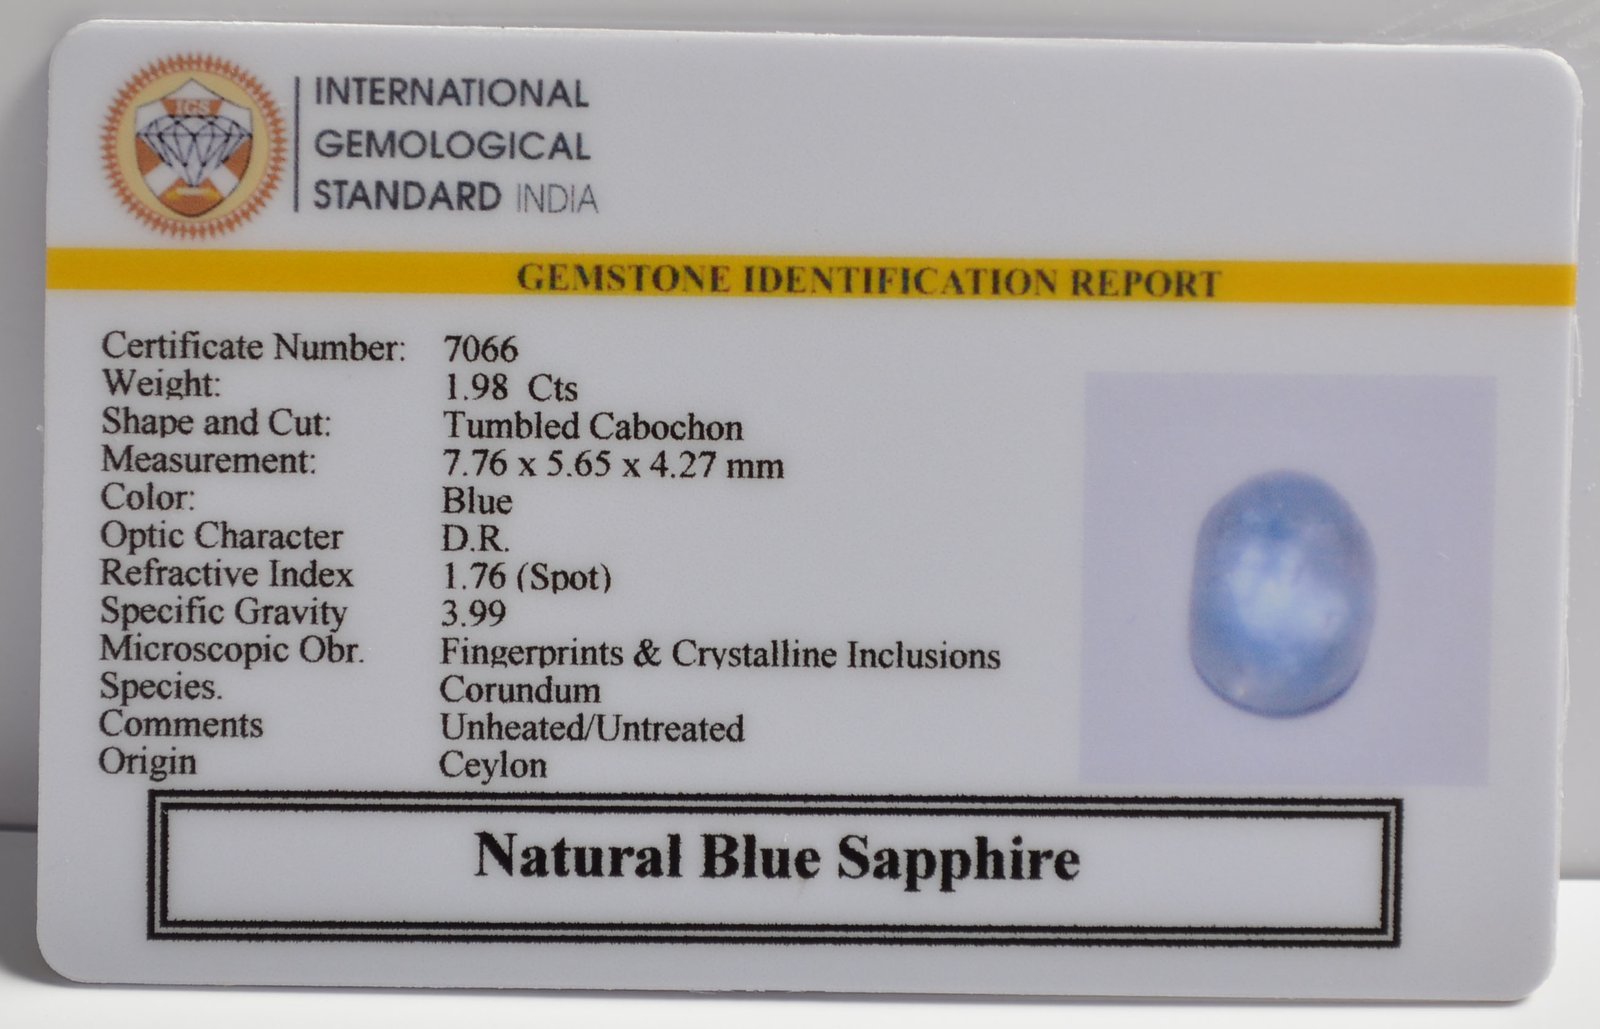 IGS
INTERNATIONAL
GEMOLOGICAL
STANDARD INDIA
GEMSTONE IDENTIFICATION REPORT
Certificate Number: 7066
Weight: 1.98 Cts
Shape and Cut: Tumbled Cabochon
Measurement: 7.76 x 5.65 x 4.27 mm
Color: Blue
Optic Character D.R.
Refractive Index 1.76 (Spot)
Specific Gravity 3.99
Microscopic Obr. Fingerprints & Crystalline Inclusions
Species. Corundum
Comments Unheated/Untreated
Origin Ceylon
Natural Blue Sapphire